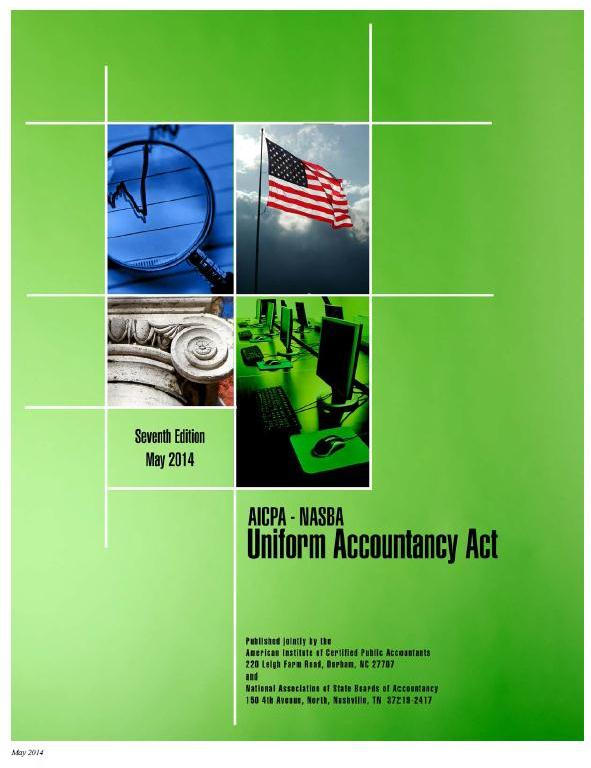 Seventh Edition
May 2014
AICPA - NASBA
Uniform Accountancy Act
Published jointly by the
American Institute of Certified Public Accountants
220 Leigh Farm Road, Durham, NC 27707
and
National Association of State Boards of Accountancy
150 4th Avenue, North, Nashville, TN 37219-2417
May 2014